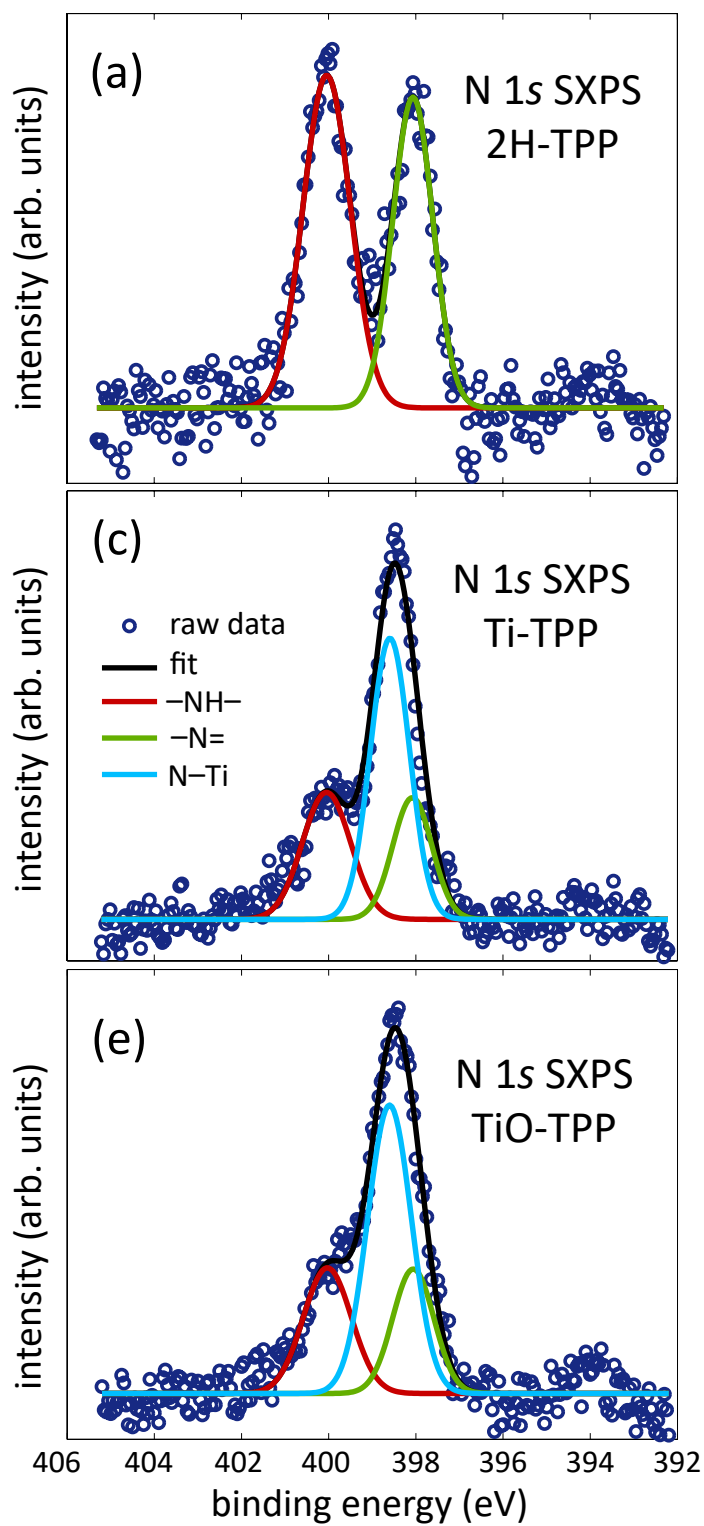 (a)
N 1s SXPS
2H-TPP
intensity (arb. units)
(c)
N 1s SXPS
Ti-TPP
raw data
fit
–NH–
–N=
N–Ti
intensity (arb. units)
(e)
N 1s SXPS
TiO-TPP
intensity (arb. units)
406 404 402 400 398 396 394 392
binding energy (eV)